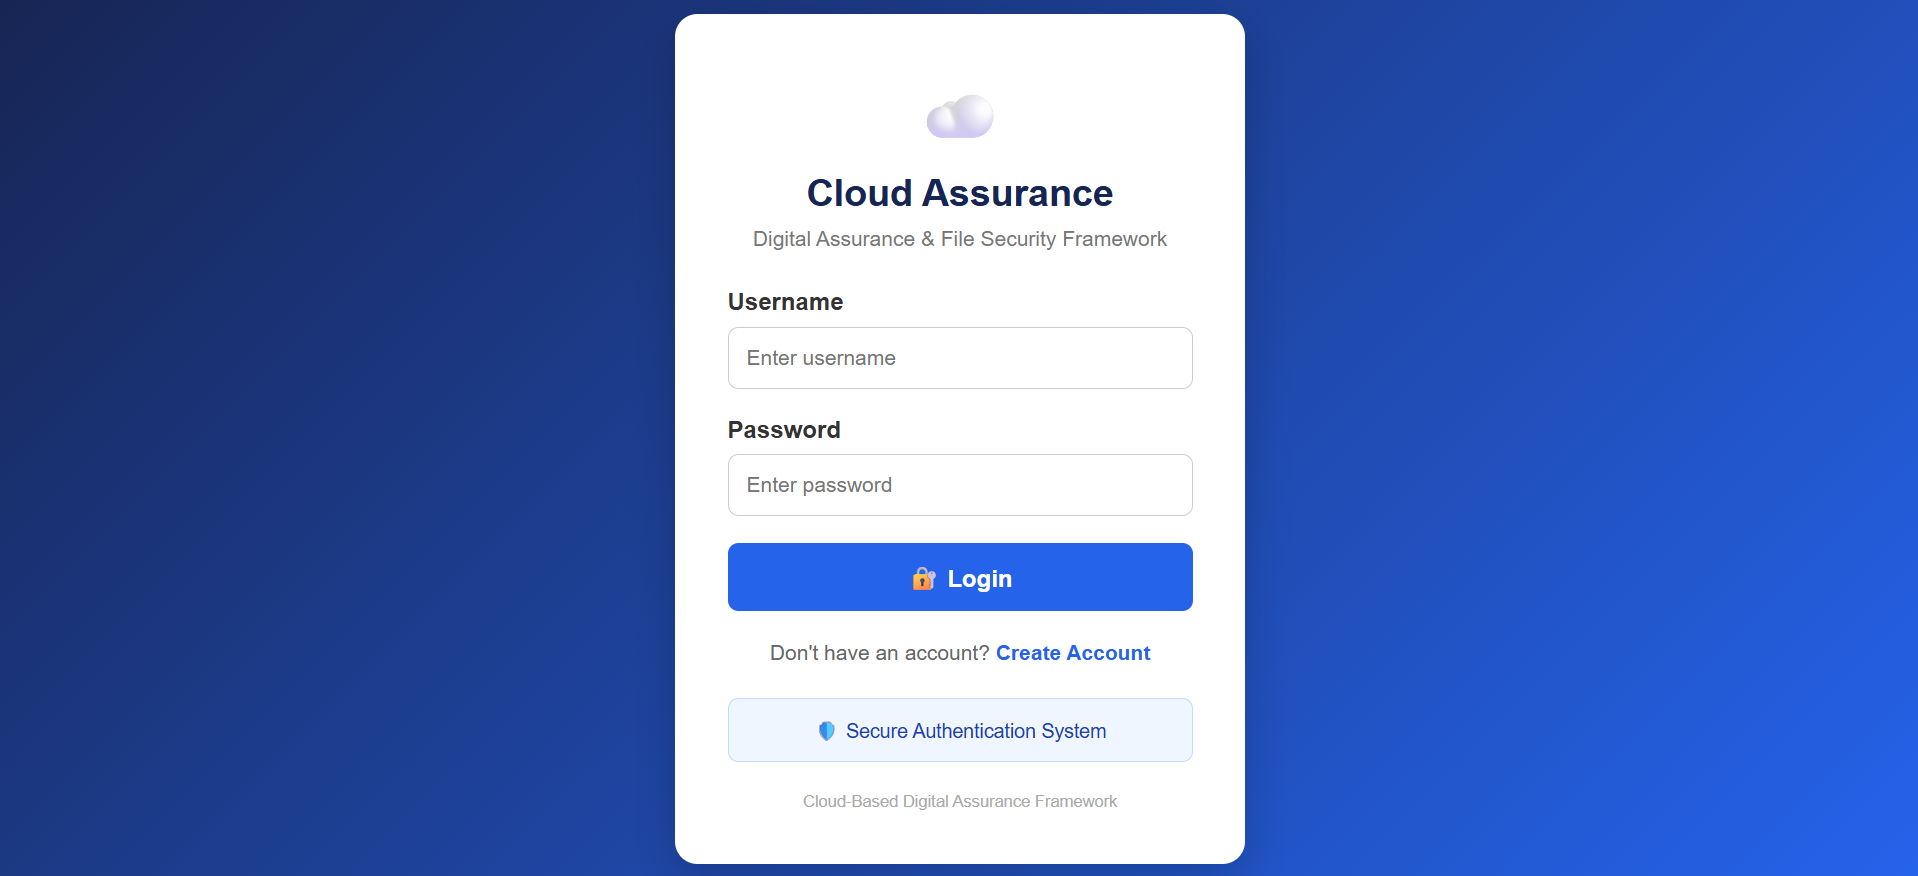 Cloud Assurance
Digital Assurance & File Security Framework
Username
Enter username
Password
Enter password
Login
Don't have an account? Create Account
Secure Authentication System
Cloud-Based Digital Assurance Framework